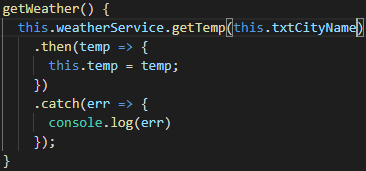 getWeather() {
  this.weatherService.getTemp(this.txtCityName)
    .then(temp => {
      this.temp = temp;
    })
    .catch(err => {
      console.log(err)
    });
}